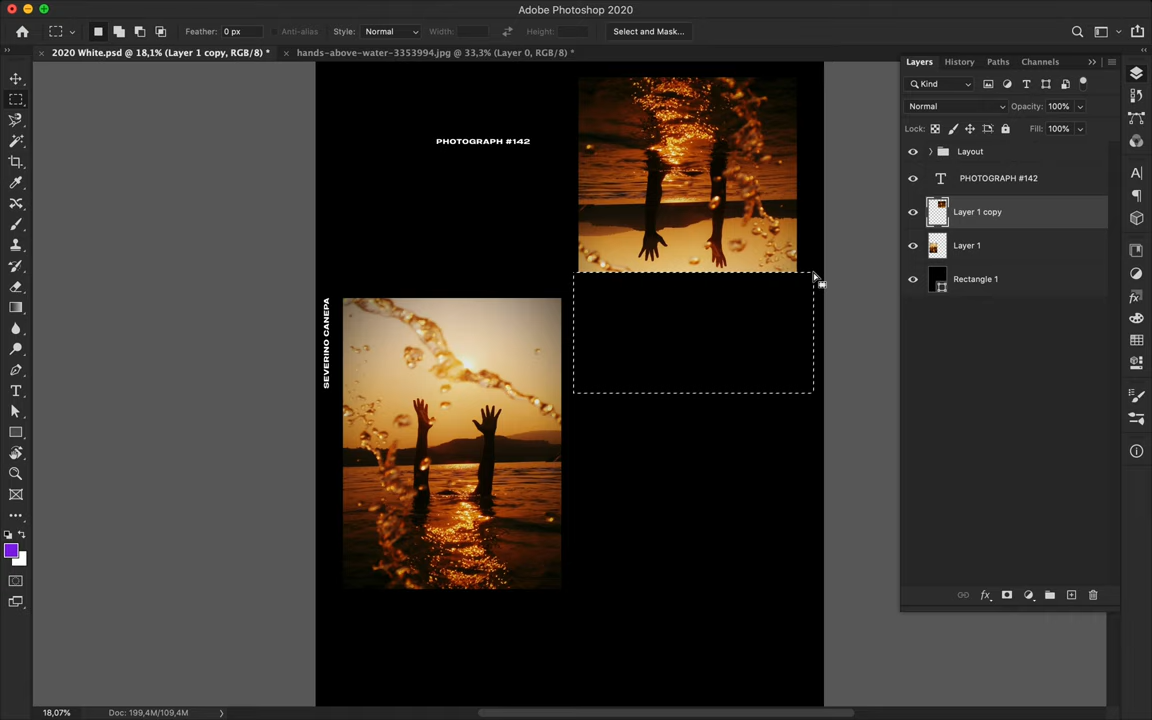 Adobe Photoshop 2020
Feather: 0 px
Anti-alias
Style: Normal
Width:
Height:
Select and Mask...
2020 White.psd @ 18,1% (Layer 1 copy, RGB/8) *
hands-above-water-3353994.jpg @ 33,3% (Layer 0, RGB/8) *
Layers
History
Paths
Channels
Kind
Normal
Opacity: 100%
Lock:
Fill: 100%
Layout
PHOTOGRAPH #142
Layer 1 copy
Layer 1
Rectangle 1
PHOTOGRAPH #142
SEVERINO CANEPA
18,07%
Doc: 199,4M/109,4M